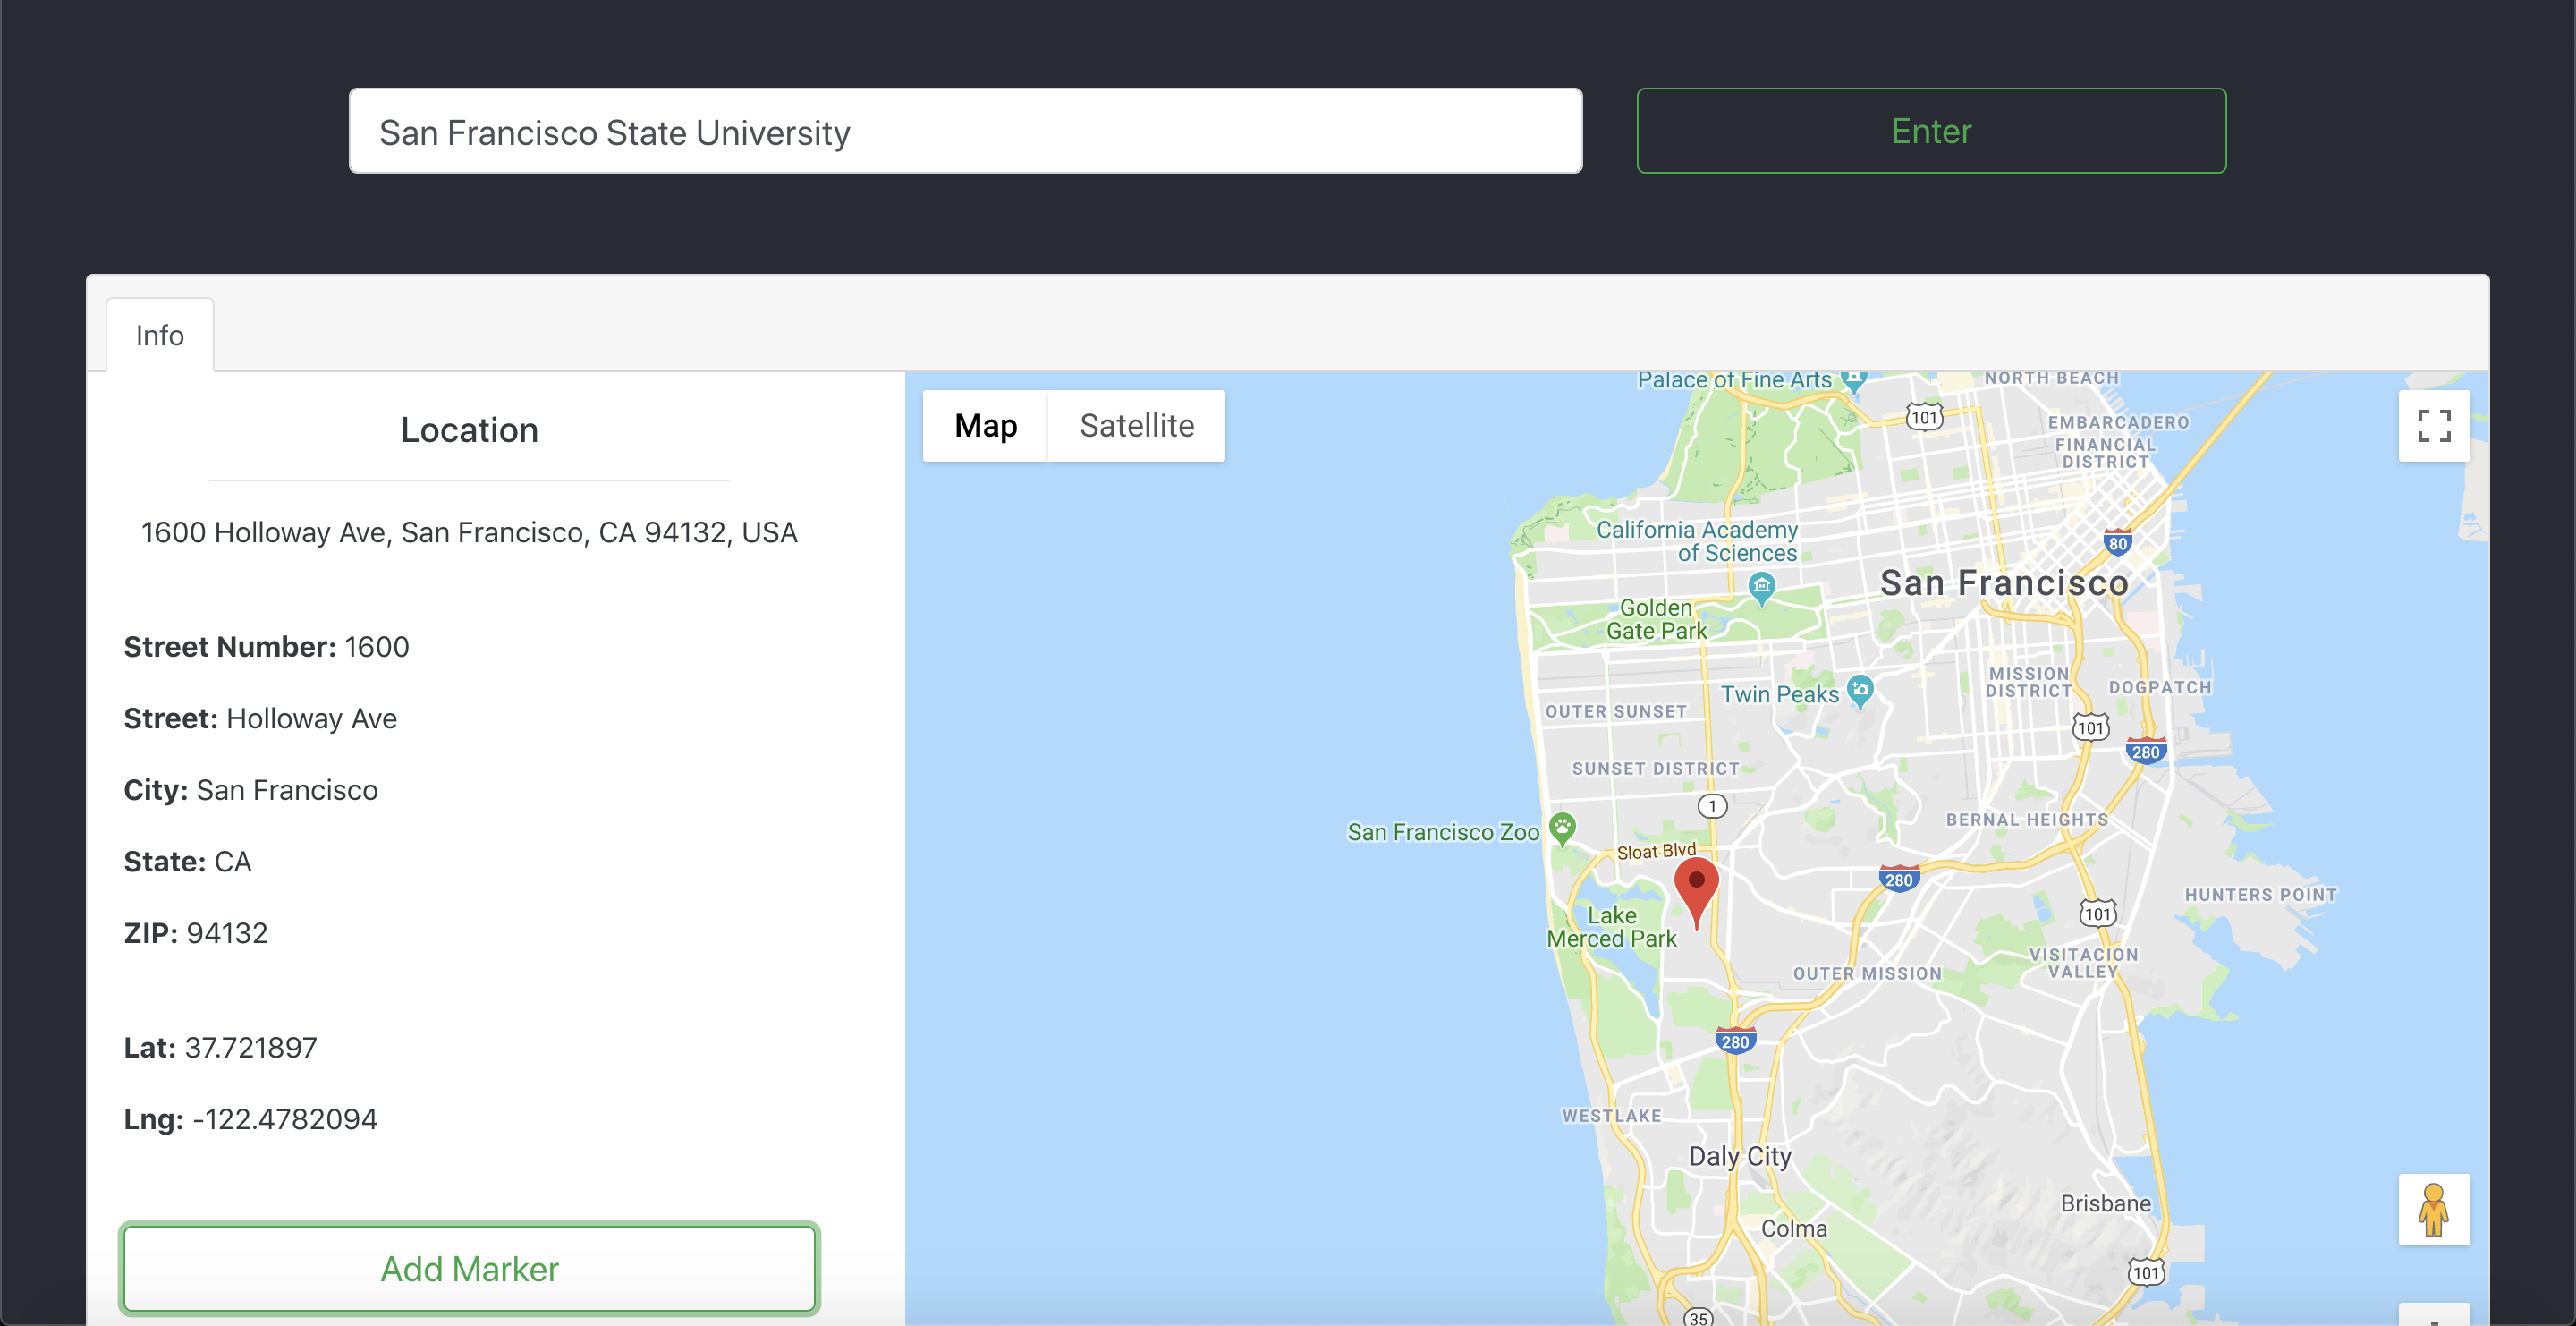 San Francisco State University
Enter
Info
Location
1600 Holloway Ave, San Francisco, CA 94132, USA
Street Number: 1600
Street: Holloway Ave
City: San Francisco
State: CA
ZIP: 94132
Lat: 37.721897
Lng: -122.4782094
Add Marker
Map
Satellite
Palace of Fine Arts
NORTH BEACH
101
EMBARCADERO
FINANCIAL
DISTRICT
California Academy
of Sciences
80
San Francisco
Golden
Gate Park
MISSION
DISTRICT
DOGPATCH
Twin Peaks
OUTER SUNSET
101
280
SUNSET DISTRICT
1
BERNAL HEIGHTS
San Francisco Zoo
Sloat Blvd
280
HUNTERS POINT
Lake
Merced Park
101
VISITACION
VALLEY
OUTER MISSION
280
WESTLAKE
Daly City
Brisbane
Colma
101
35